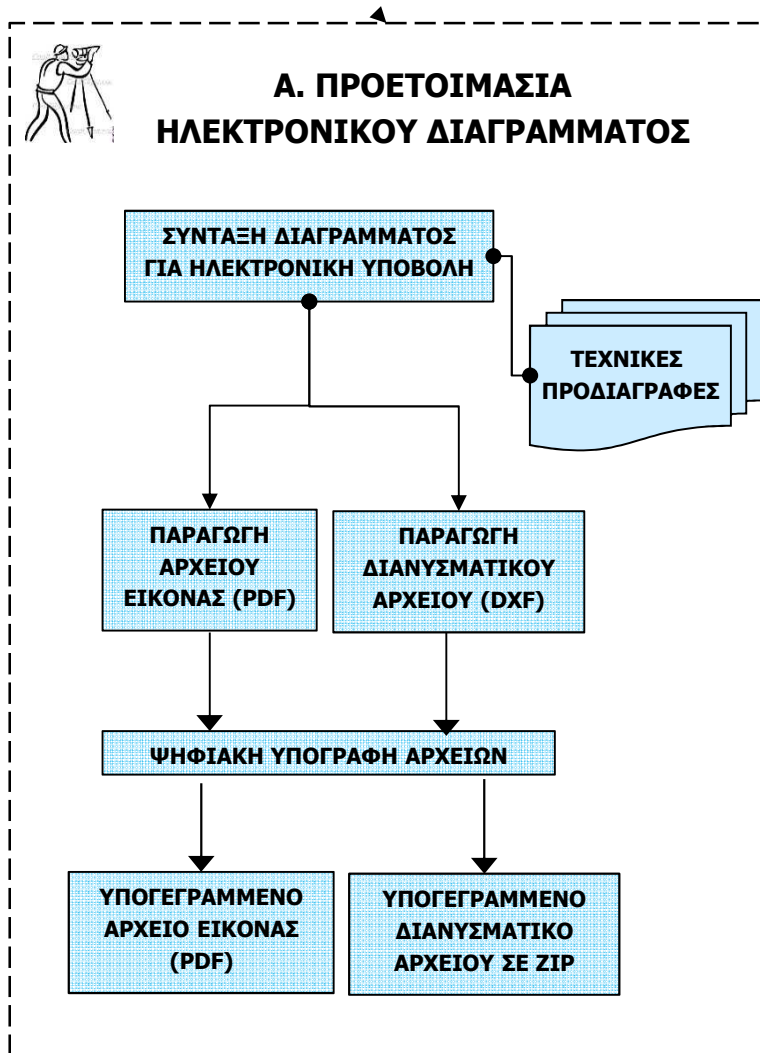 Α. ΠΡΟΕΤΟΙΜΑΣΙΑ
ΗΛΕΚΤΡΟΝΙΚΟΥ ΔΙΑΓΡΑΜΜΑΤΟΣ
ΣΥΝΤΑΞΗ ΔΙΑΓΡΑΜΜΑΤΟΣ
ΓΙΑ ΗΛΕΚΤΡΟΝΙΚΗ ΥΠΟΒΟΛΗ
ΤΕΧΝΙΚΕΣ
ΠΡΟΔΙΑΓΡΑΦΕΣ
ΠΑΡΑΓΩΓΗ
ΑΡΧΕΙΟΥ
ΕΙΚΟΝΑΣ (PDF)
ΠΑΡΑΓΩΓΗ
ΔΙΑΝΥΣΜΑΤΙΚΟΥ
ΑΡΧΕΙΟΥ (DXF)
ΨΗΦΙΑΚΗ ΥΠΟΓΡΑΦΗ ΑΡΧΕΙΩΝ
ΥΠΟΓΕΓΡΑΜΜΕΝΟ
ΑΡΧΕΙΟ ΕΙΚΟΝΑΣ
(PDF)
ΥΠΟΓΕΓΡΑΜΜΕΝΟ
ΔΙΑΝΥΣΜΑΤΙΚΟ
ΑΡΧΕΙΟΥ ΣΕ ZIP